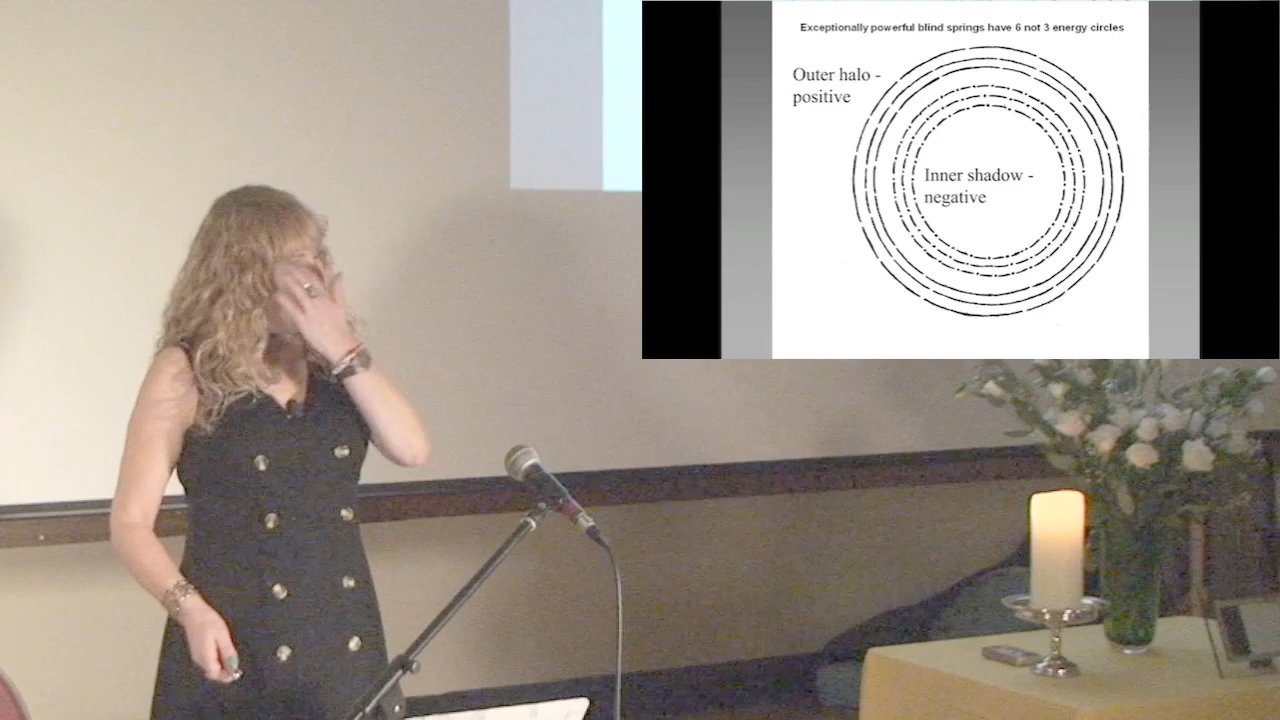 Exceptionally powerful blind springs have 6 not 3 energy circles
Outer halo -
positive
Inner shadow -
negative